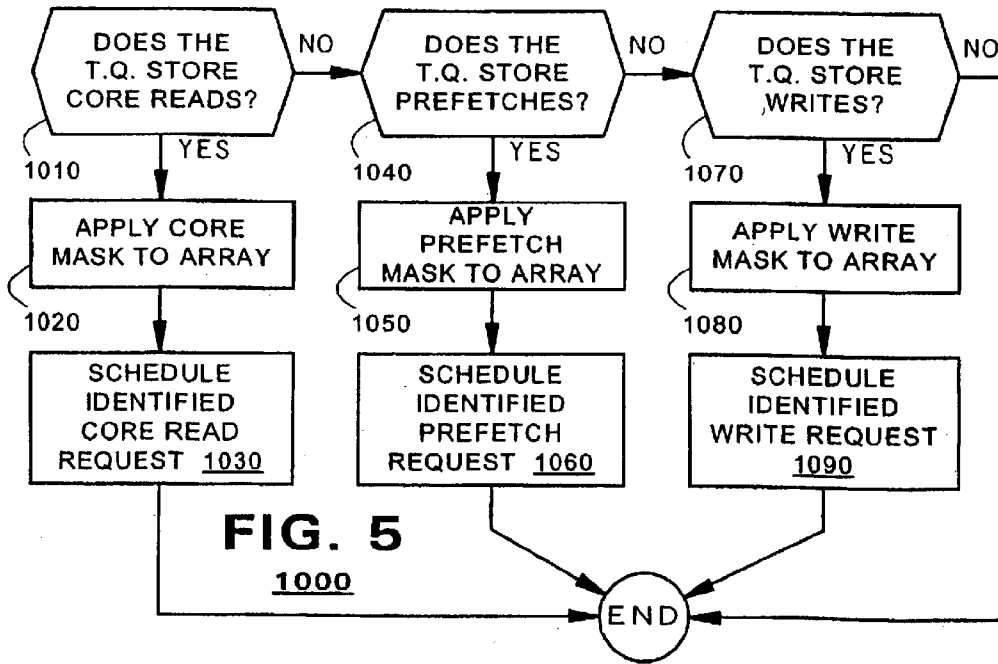 DOES THE
T.Q. STORE
CORE READS?
NO
DOES THE
T.Q. STORE
PREFETCHES?
NO
DOES THE
T.Q. STORE
WRITES?
NO
1010
YES
1040
YES
1070
YES
APPLY CORE
MASK TO ARRAY
APPLY
PREFETCH
MASK TO ARRAY
APPLY WRITE
MASK TO ARRAY
1020
1050
1080
SCHEDULE
IDENTIFIED
CORE READ
REQUEST 1030
SCHEDULE
IDENTIFIED
PREFETCH
REQUEST 1060
SCHEDULE
IDENTIFIED
WRITE REQUEST
1090
FIG. 5
1000
END